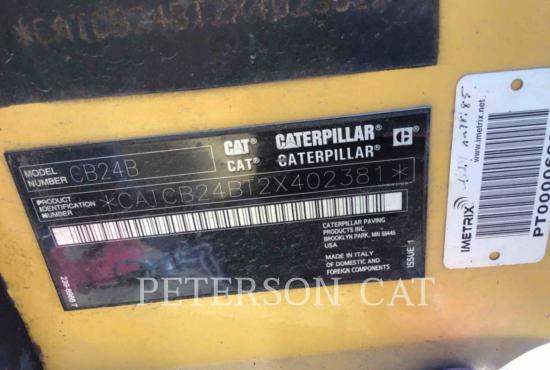 CAT CATERPILLAR C
CAT® CATERPILLAR®
MODEL NUMBER CB24B
PRODUCT IDENTIFICATION NUMBER *CATCB24BT2X402381*
CATERPILLAR PAVING
PRODUCTS INC.
BROOKLYN PARK, MN 55445
USA
MADE IN ITALY
OF DOMESTIC AND
FOREIGN COMPONENTS
ISSUE 1
IMETRIX
www.imetrix.net
PETERSON CAT